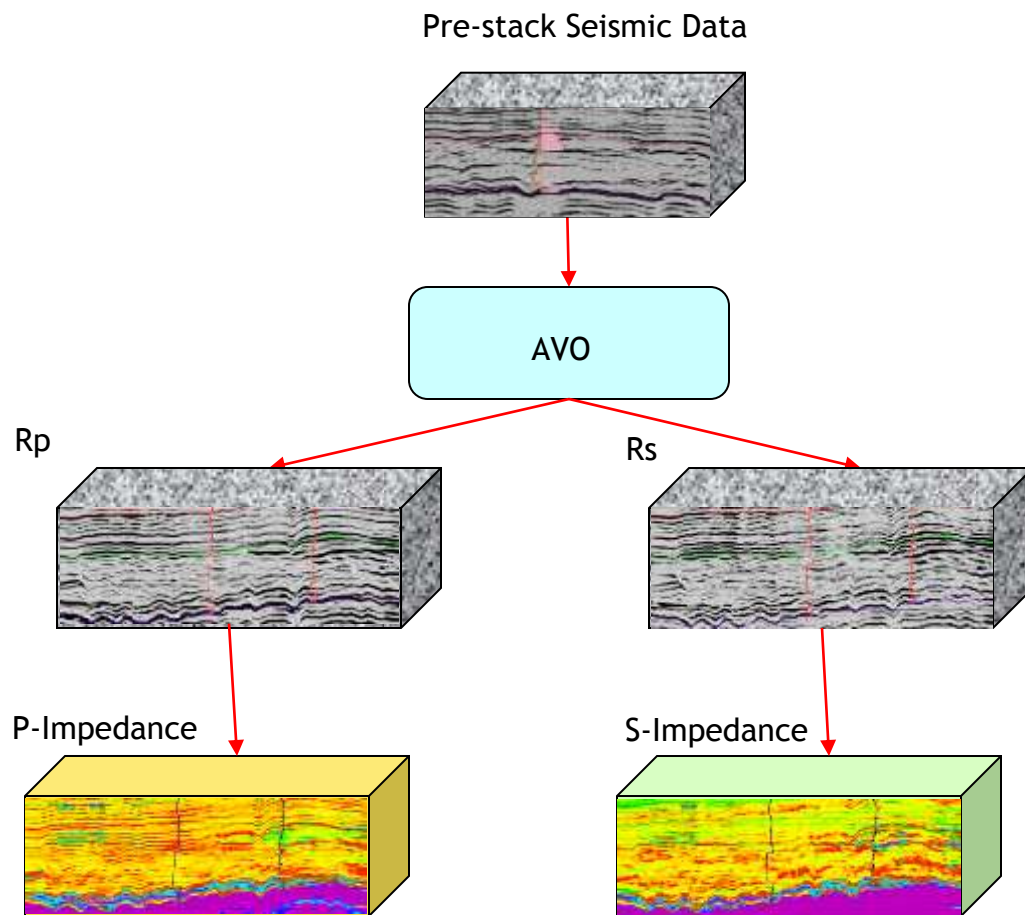 Pre-stack Seismic Data
AVO
Rp
Rs
P-Impedance
S-Impedance